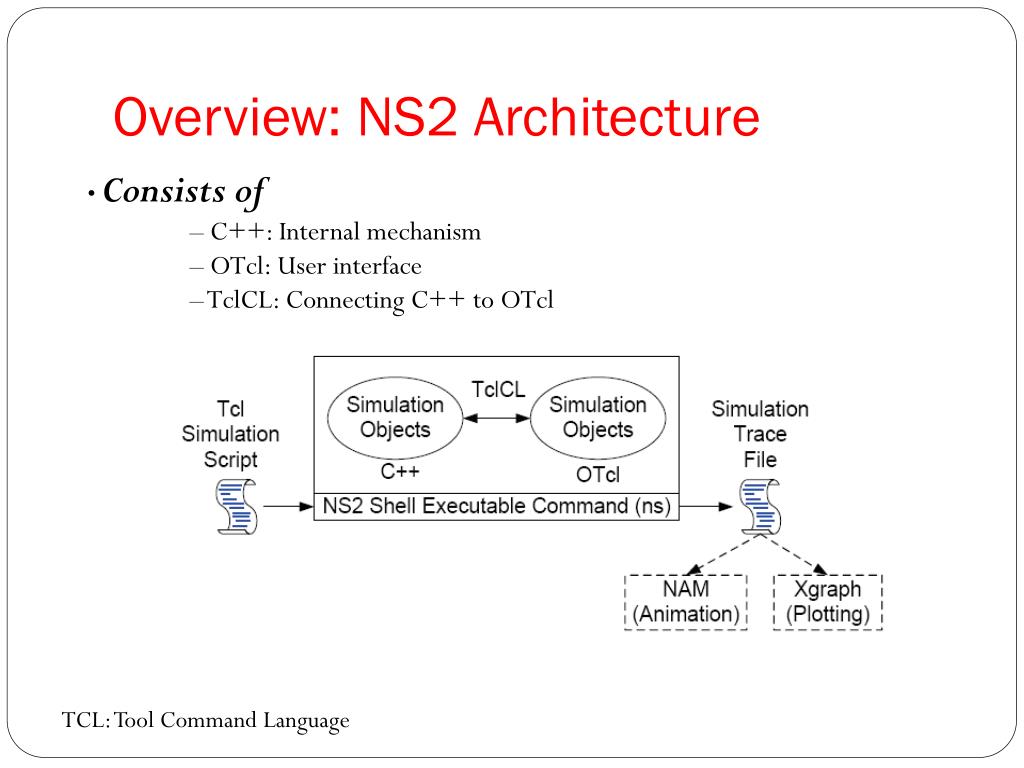 Overview: NS2 Architecture
• Consists of
– C++: Internal mechanism
– OTcl: User interface
– TclCL: Connecting C++ to OTcl
Tcl
Simulation
Script
Simulation
Objects
C++
TclCL
Simulation
Objects
OTcl
NS2 Shell Executable Command (ns)
Simulation
Trace
File
NAM
(Animation)
Xgraph
(Plotting)
TCL: Tool Command Language